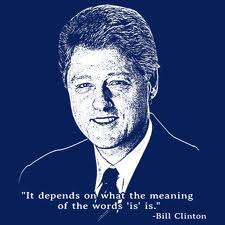 "It depends on what the meaning
of the words 'is' is."
-Bill Clinton